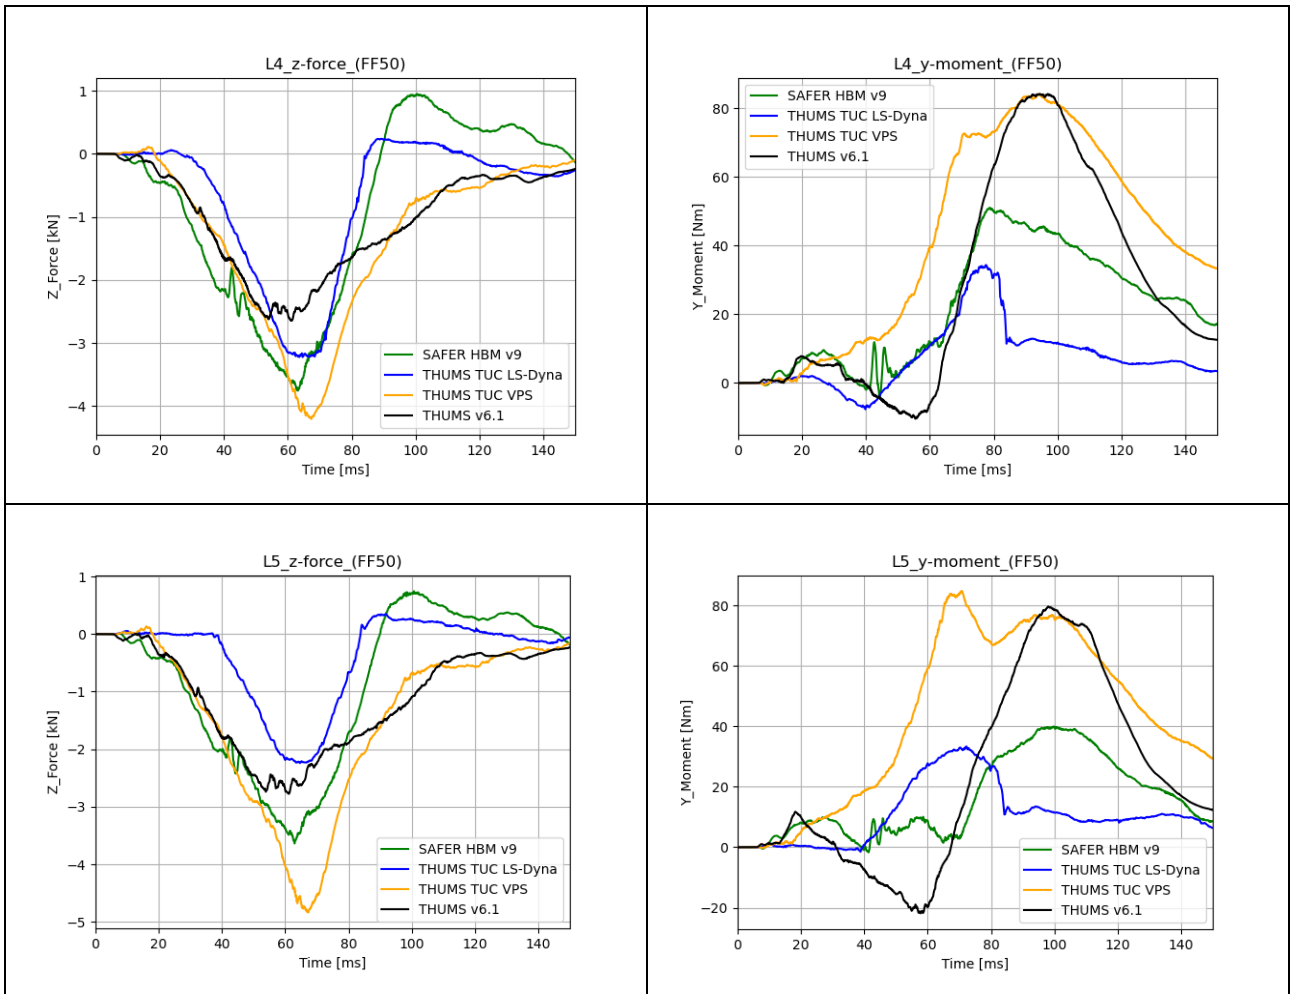 L4_z-force_(FF50)
Z_Force [kN]
1
0
−1
−2
−3
−4
SAFER HBM v9
THUMS TUC LS-Dyna
THUMS TUC VPS
THUMS v6.1
0 20 40 60 80 100 120 140
Time [ms]
L4_y-moment_(FF50)
Y_Moment [Nm]
80
60
40
20
0
SAFER HBM v9
THUMS TUC LS-Dyna
THUMS TUC VPS
THUMS v6.1
0 20 40 60 80 100 120 140
Time [ms]
L5_z-force_(FF50)
Z_Force [kN]
1
0
−1
−2
−3
−4
−5
SAFER HBM v9
THUMS TUC LS-Dyna
THUMS TUC VPS
THUMS v6.1
0 20 40 60 80 100 120 140
Time [ms]
L5_y-moment_(FF50)
Y_Moment [Nm]
80
60
40
20
0
−20
SAFER HBM v9
THUMS TUC LS-Dyna
THUMS TUC VPS
THUMS v6.1
0 20 40 60 80 100 120 140
Time [ms]